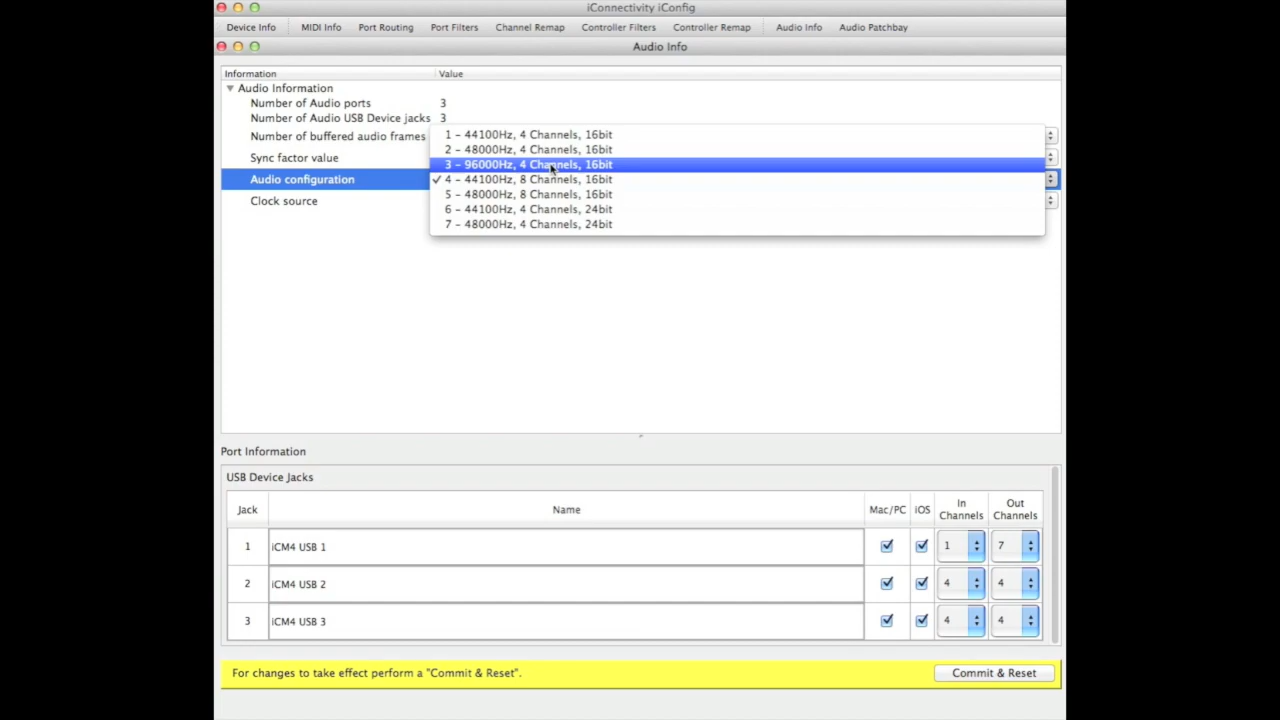 iConnectivity iConfig
Device Info MIDI Info Port Routing Port Filters Channel Remap Controller Filters Controller Remap Audio Info Audio Patchbay
Audio Info
Information Value
Audio Information
Number of Audio ports 3
Number of Audio USB Device jacks 3
Number of buffered audio frames
1 – 44100Hz, 4 Channels, 16bit
2 – 48000Hz, 4 Channels, 16bit
Sync factor value
3 – 96000Hz, 4 Channels, 16bit
Audio configuration
✓ 4 – 44100Hz, 8 Channels, 16bit
5 – 48000Hz, 8 Channels, 16bit
Clock source
6 – 44100Hz, 4 Channels, 24bit
7 – 48000Hz, 4 Channels, 24bit
Port Information
USB Device Jacks
Jack Name Mac/PC iOS In Channels Out Channels
1 iCM4 USB 1 1 7
2 iCM4 USB 2 4 4
3 iCM4 USB 3 4 4
For changes to take effect perform a "Commit & Reset". Commit & Reset